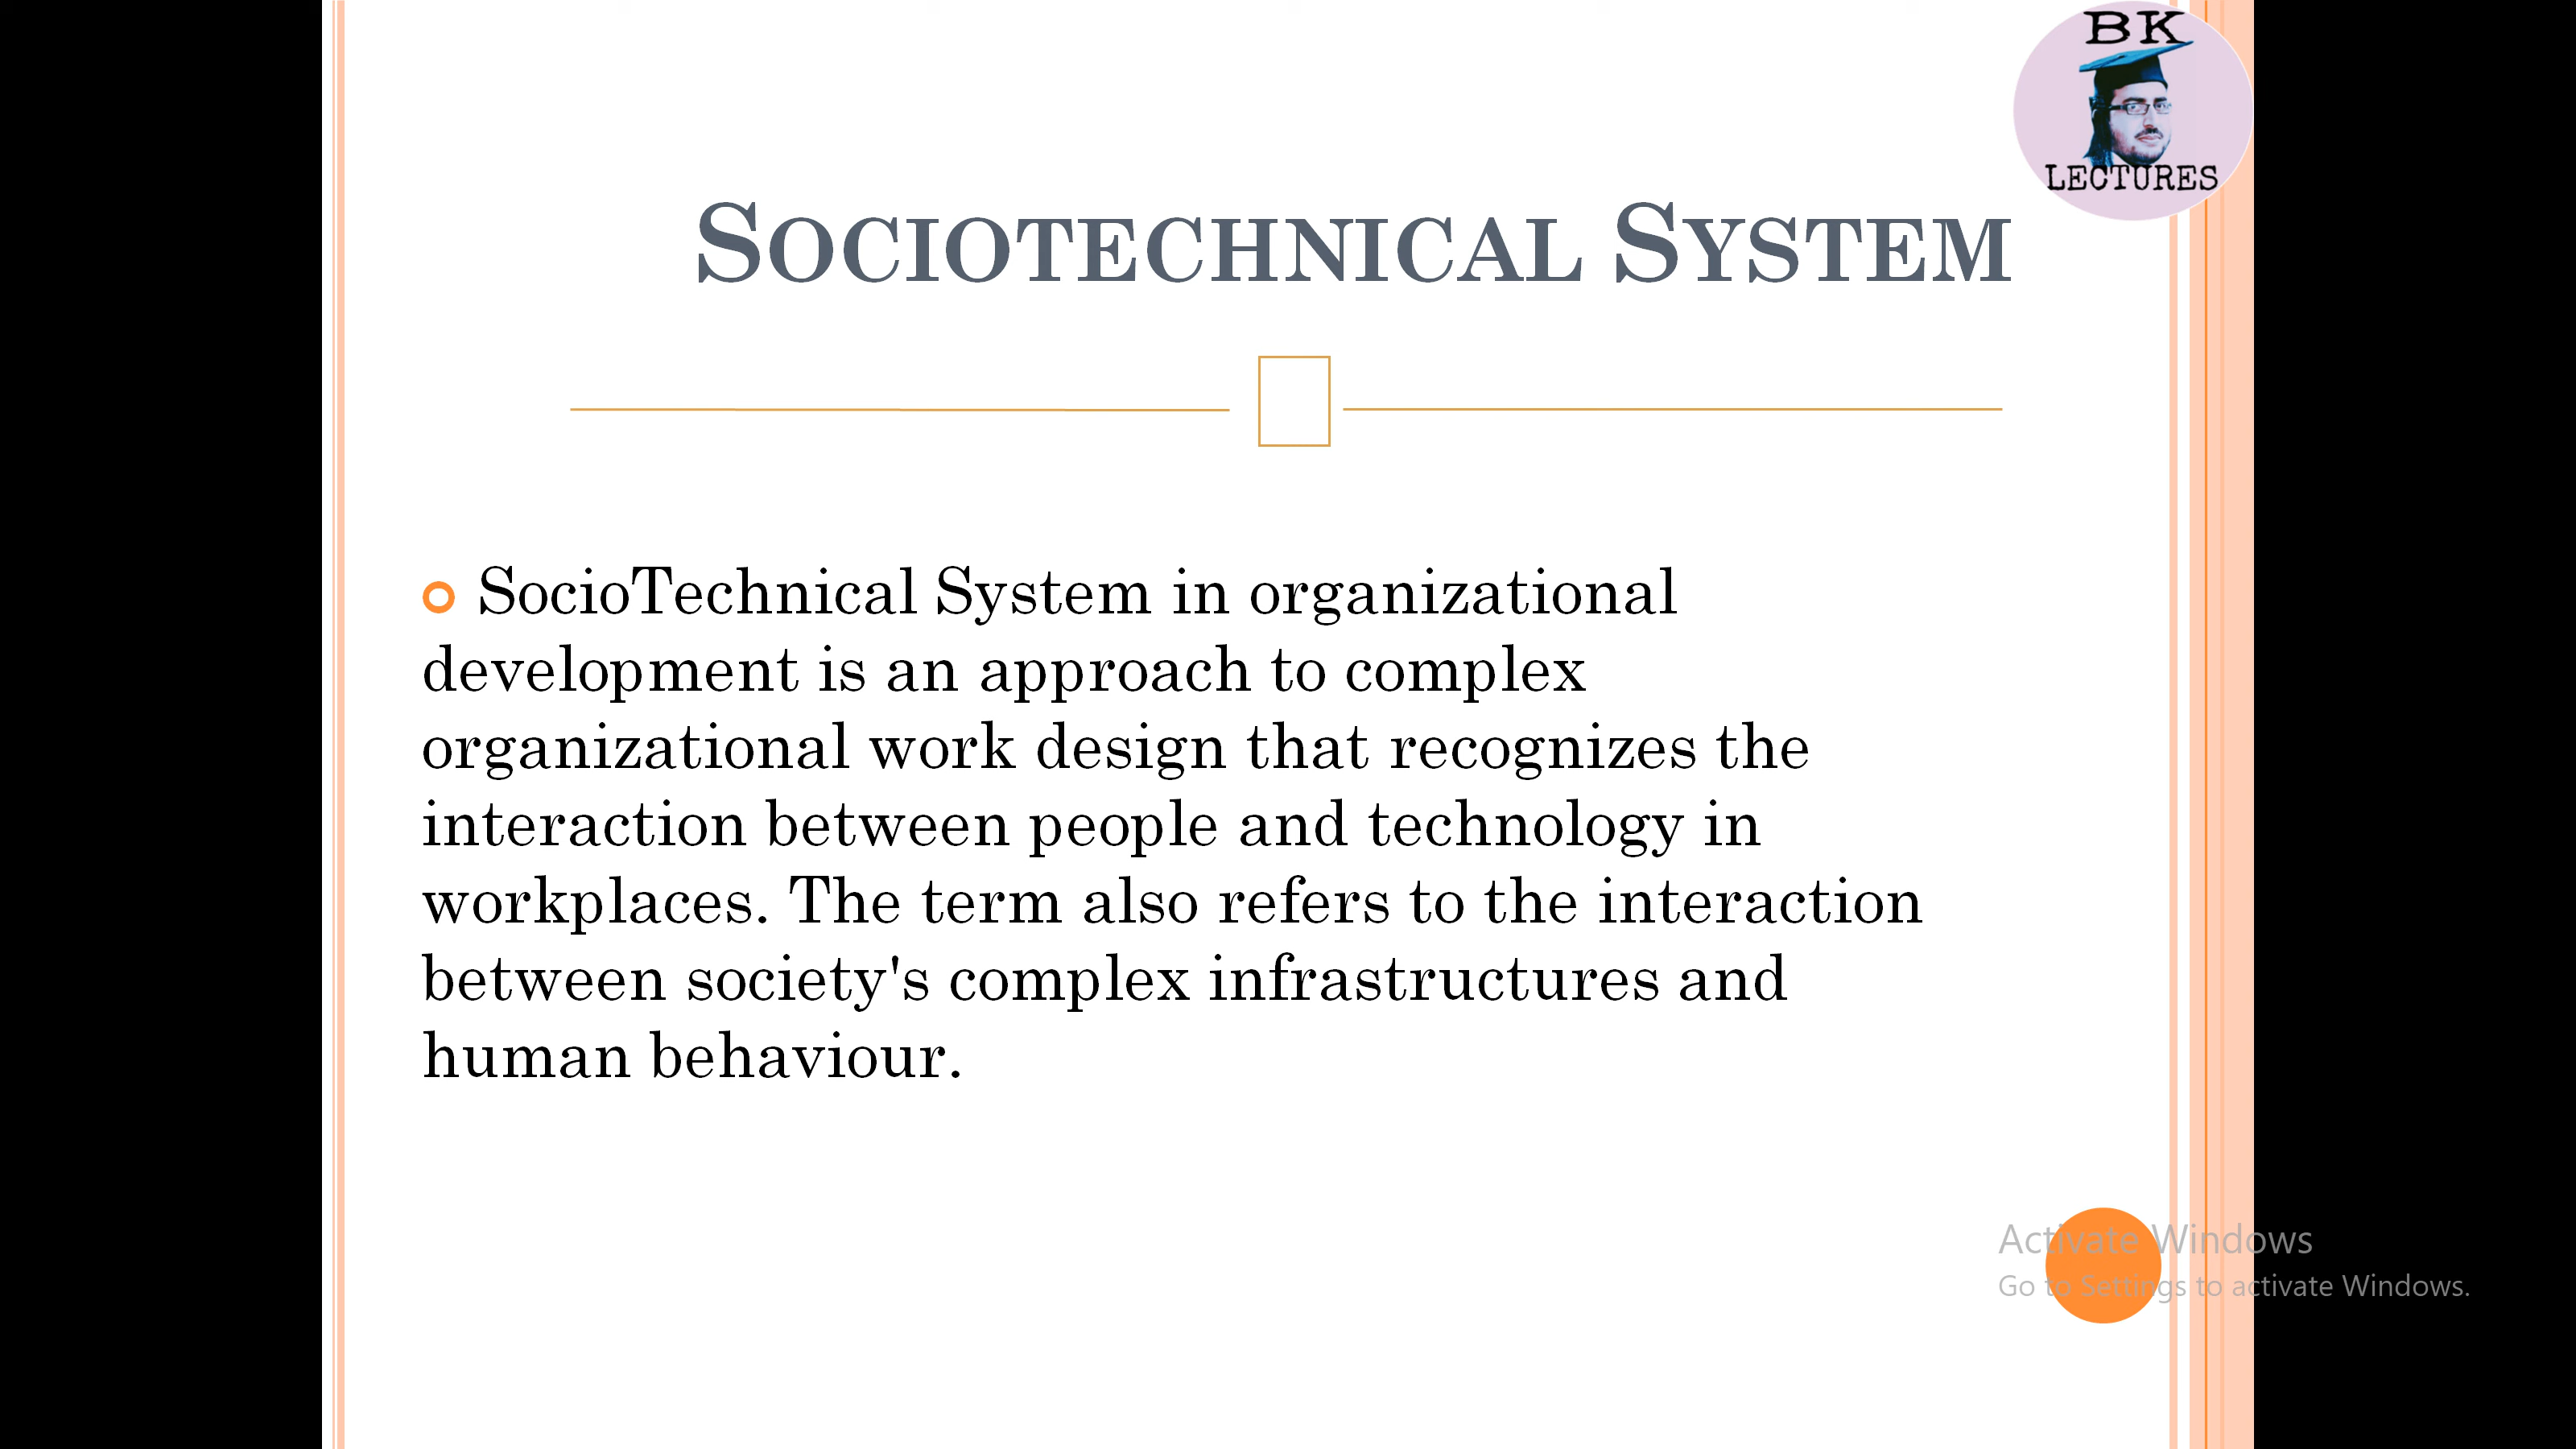 BK
LECTURES
SOCIOTECHNICAL SYSTEM
SocioTechnical System in organizational
development is an approach to complex
organizational work design that recognizes the
interaction between people and technology in
workplaces. The term also refers to the interaction
between society's complex infrastructures and
human behaviour.
Activate Windows
Go to Settings to activate Windows.